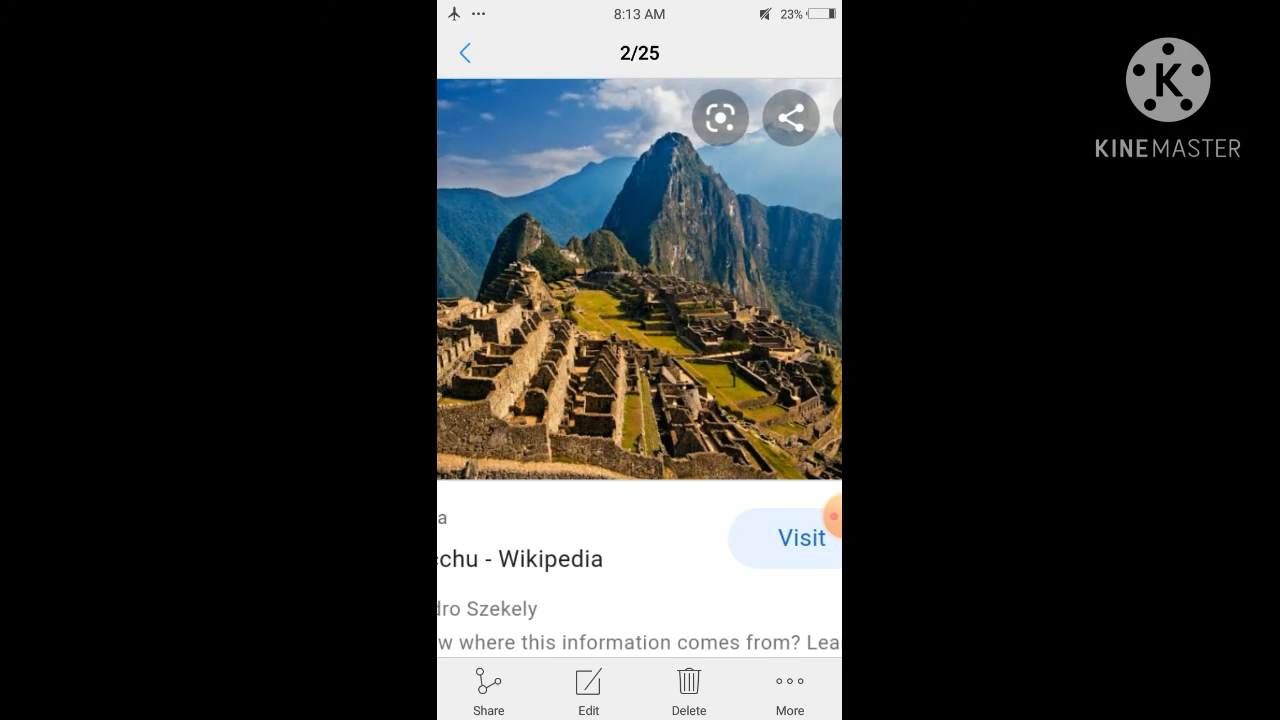 8:13 AM
23%
2/25
K
KINEMASTER
a
cchu - Wikipedia
Visit
dro Szekely
w where this information comes from? Lea
Share
Edit
Delete
More